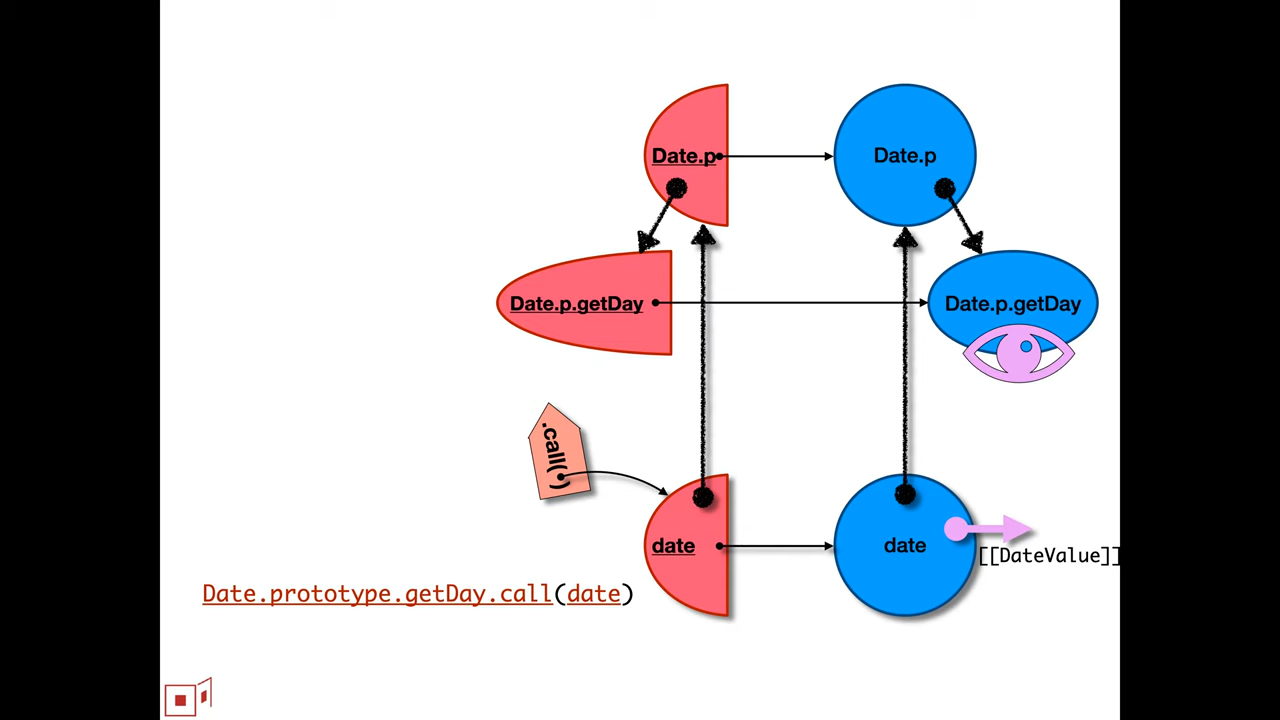 Date.p
Date.p
Date.p.getDay
Date.p.getDay
.call( )
date
date
[[DateValue]]
Date.prototype.getDay.call(date)